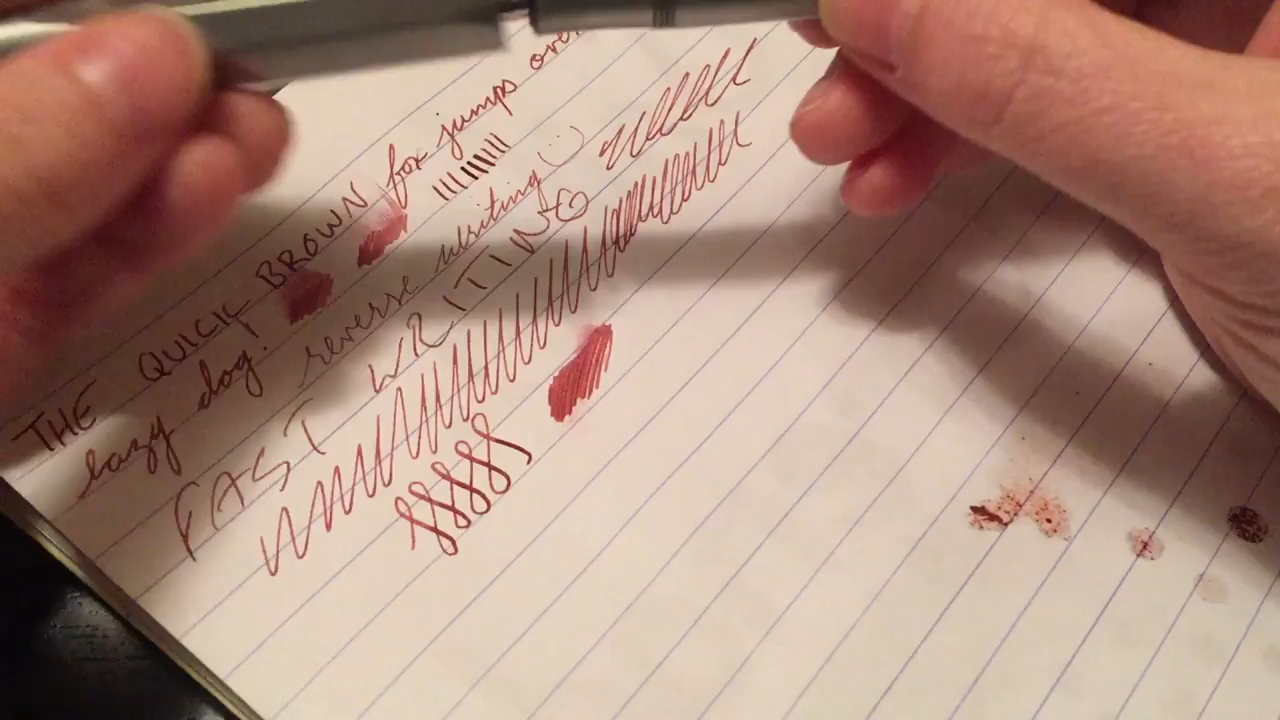 THE QUICK BROWN fox jumps over
lazy dog!
reverse writing :)
FAST WRITING